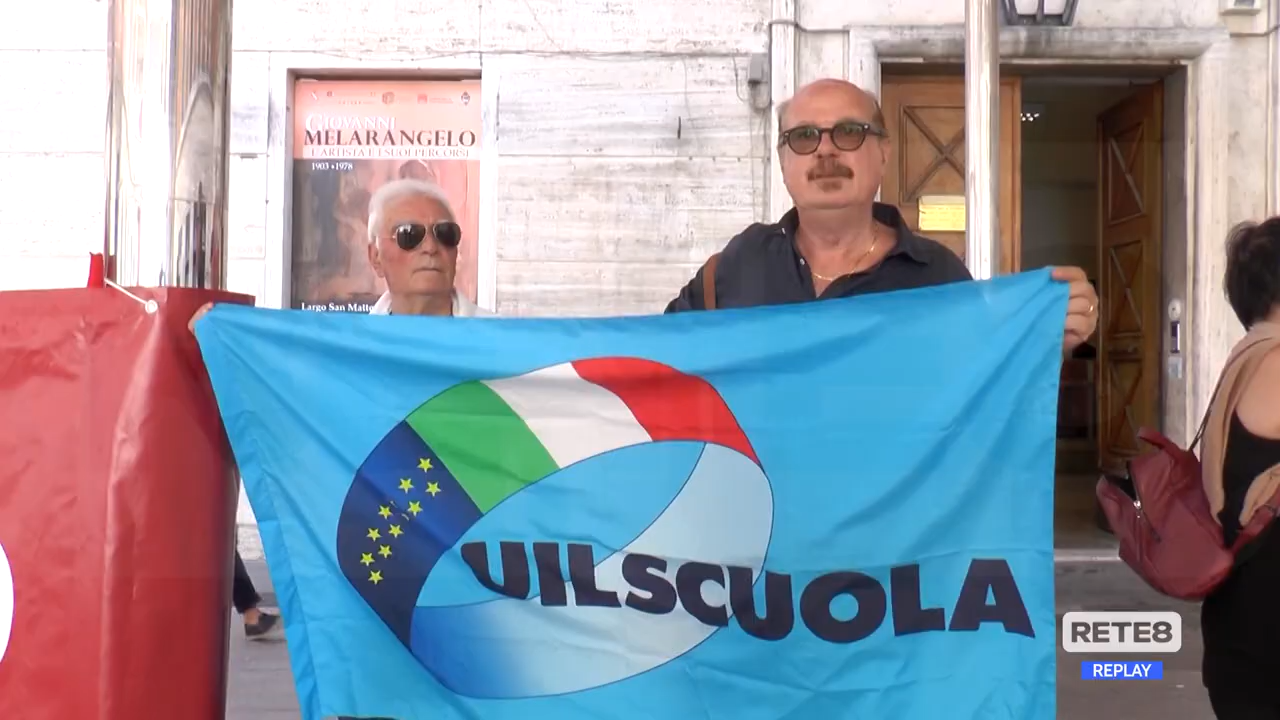 GIOVANNI
MELARANGELO
L'ARTISTA E I SUOI PERCORSI
1903 • 1978
Largo San Matteo
UILSCUOLA
RETE8
REPLAY